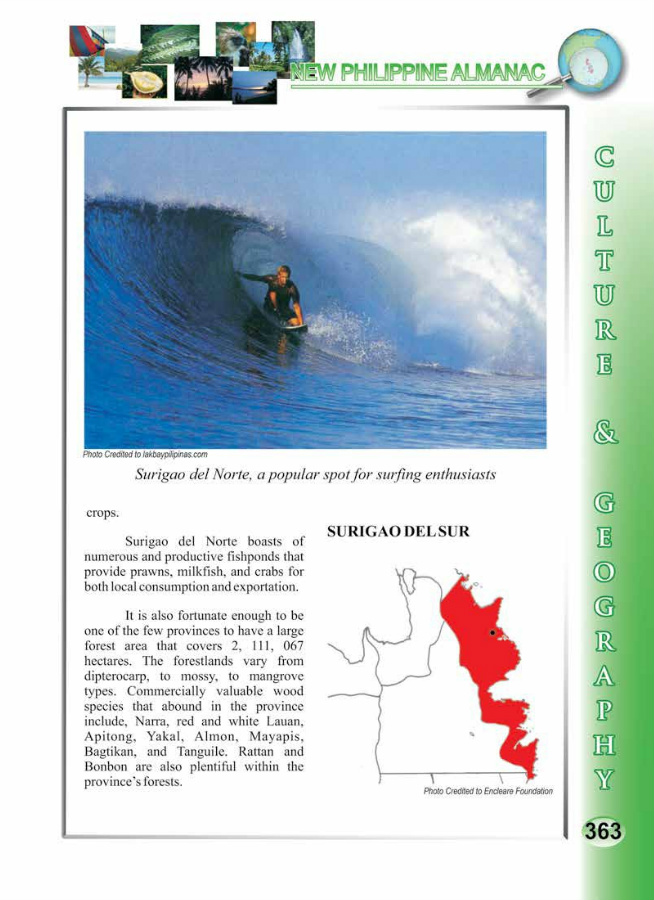 NEW PHILIPPINE ALMANAC
Photo Credited to lakbaypilipinas.com
Surigao del Norte, a popular spot for surfing enthusiasts
crops.
Surigao del Norte boasts of
numerous and productive fishponds that
provide prawns, milkfish, and crabs for
both local consumption and exportation.
It is also fortunate enough to be
one of the few provinces to have a large
forest area that covers 2, 111, 067
hectares. The forestlands vary from
dipterocarp, to mossy, to mangrove
types. Commercially valuable wood
species that abound in the province
include, Narra, red and white Lauan,
Apitong, Yakal, Almon, Mayapis,
Bagtikan, and Tanguile. Rattan and
Bonbon are also plentiful within the
province's forests.
SURIGAO DEL SUR
Photo Credited to Encleare Foundation
CULTURE & GEOGRAPHY
363